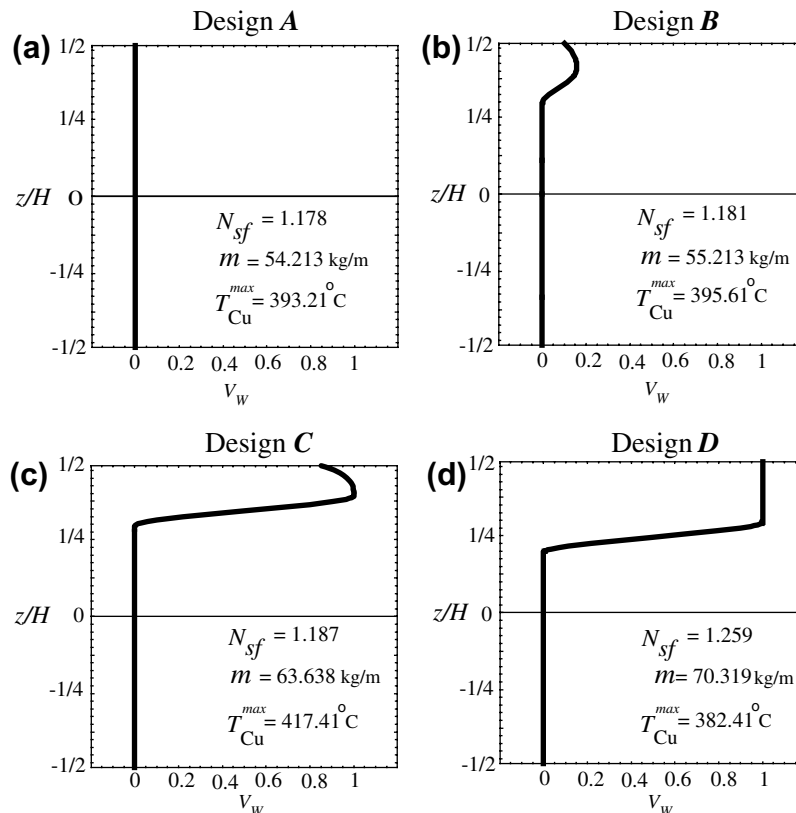 Design A
(a)
1/2
1/4
z/H O
-1/4
-1/2
N_sf = 1.178
m = 54.213 kg/m
T_Cu^max = 393.21°C
0 0.2 0.4 0.6 0.8 1
V_W
Design B
(b)
1/2
1/4
z/H 0
-1/4
-1/2
N_sf = 1.181
m = 55.213 kg/m
T_Cu^max = 395.61°C
0 0.2 0.4 0.6 0.8 1
V_W
Design C
(c)
1/2
1/4
z/H 0
-1/4
-1/2
N_sf = 1.187
m = 63.638 kg/m
T_Cu^max = 417.41°C
0 0.2 0.4 0.6 0.8 1
V_W
Design D
(d)
1/2
1/4
z/H 0
-1/4
-1/2
N_sf = 1.259
m = 70.319 kg/m
T_Cu^max = 382.41°C
0 0.2 0.4 0.6 0.8 1
V_W